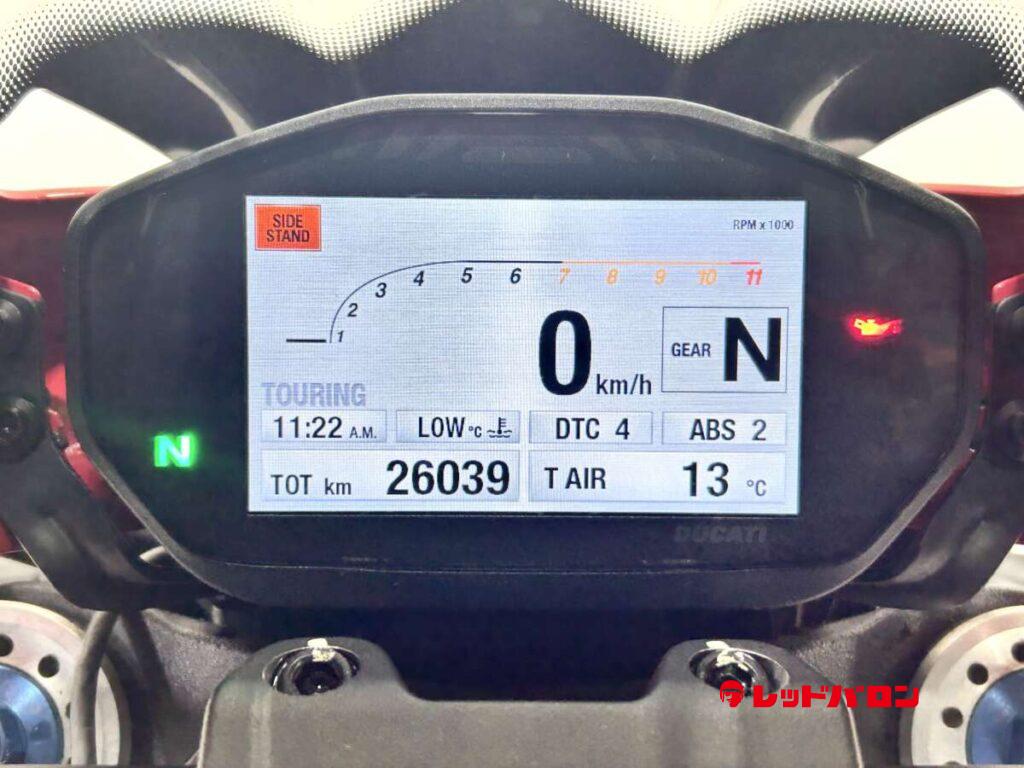 SIDE
STAND
RPM x 1000
1 2 3 4 5 6 7 8 9 10 11
0 km/h
GEAR N
TOURING
11:22 A.M. LOW °C DTC 4 ABS 2
N
TOT km 26039 T AIR 13 °C
DUCATI
レッドバロン